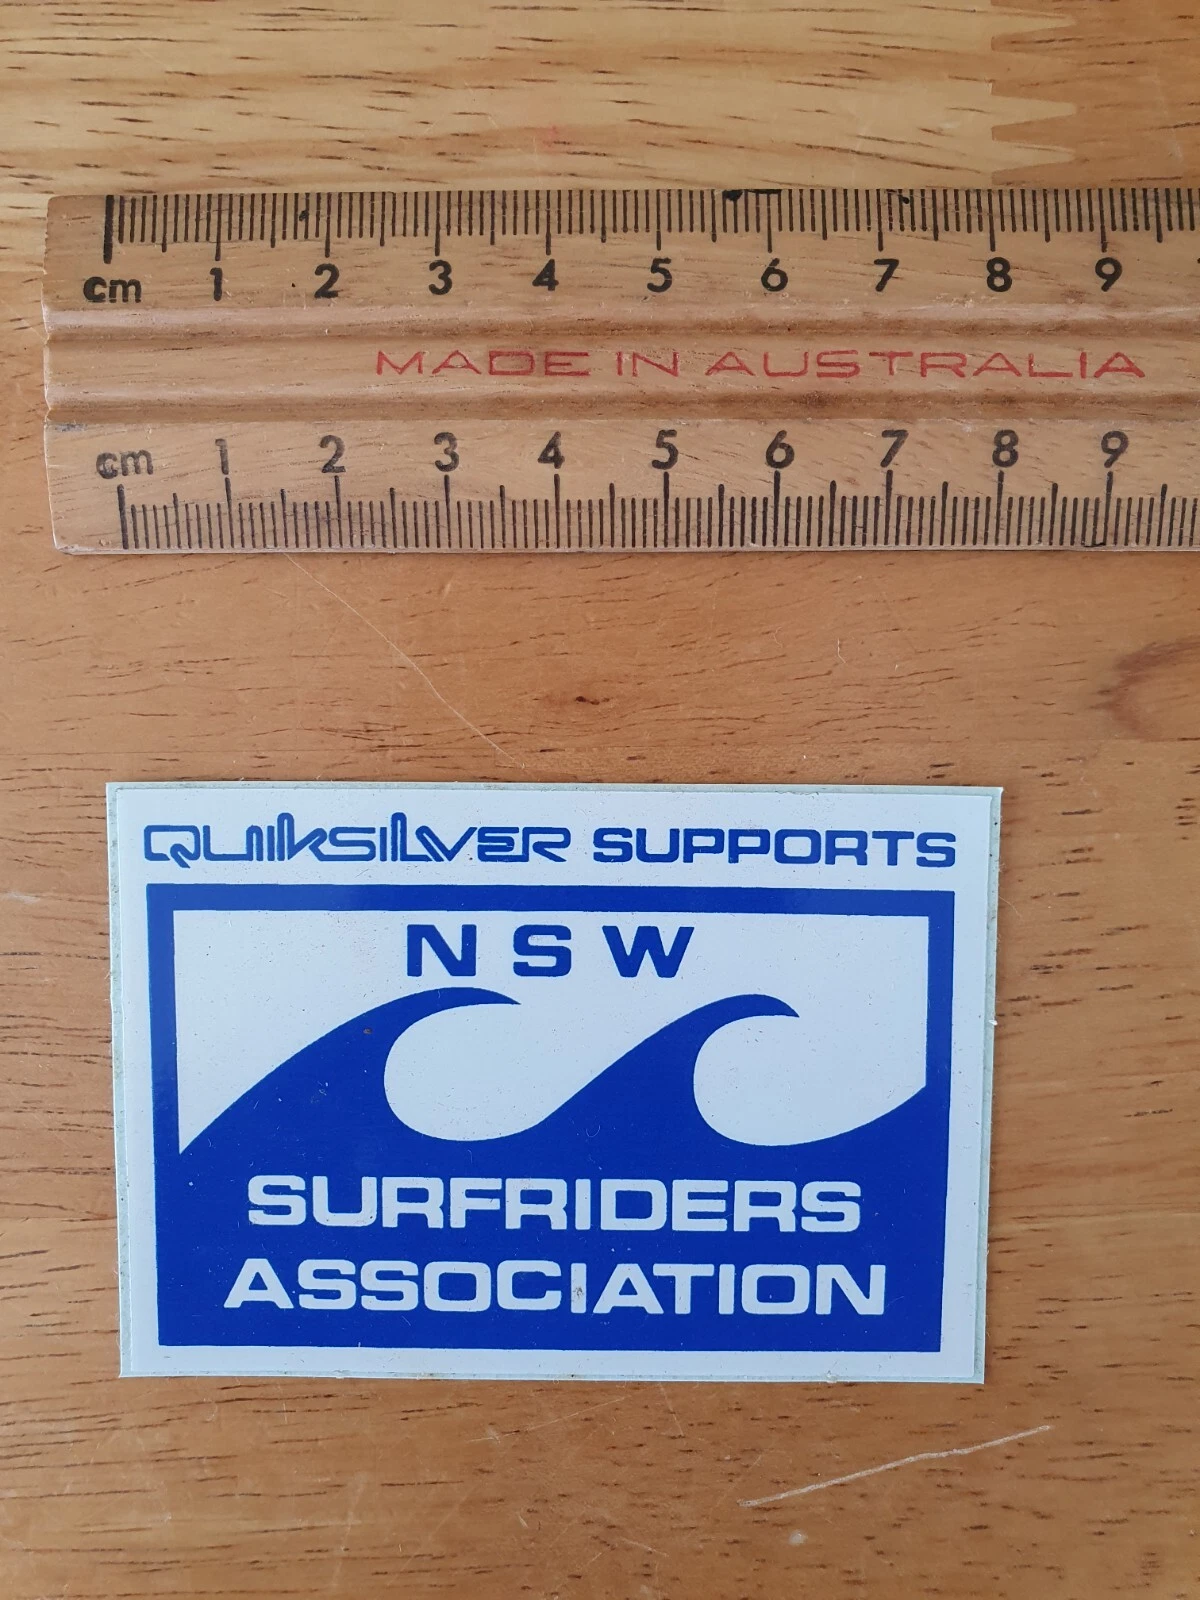 cm 1 2 3 4 5 6 7 8 9
MADE IN AUSTRALIA
cm 1 2 3 4 5 6 7 8 9
QUIKSILVER SUPPORTS
NSW
SURFRIDERS
ASSOCIATION